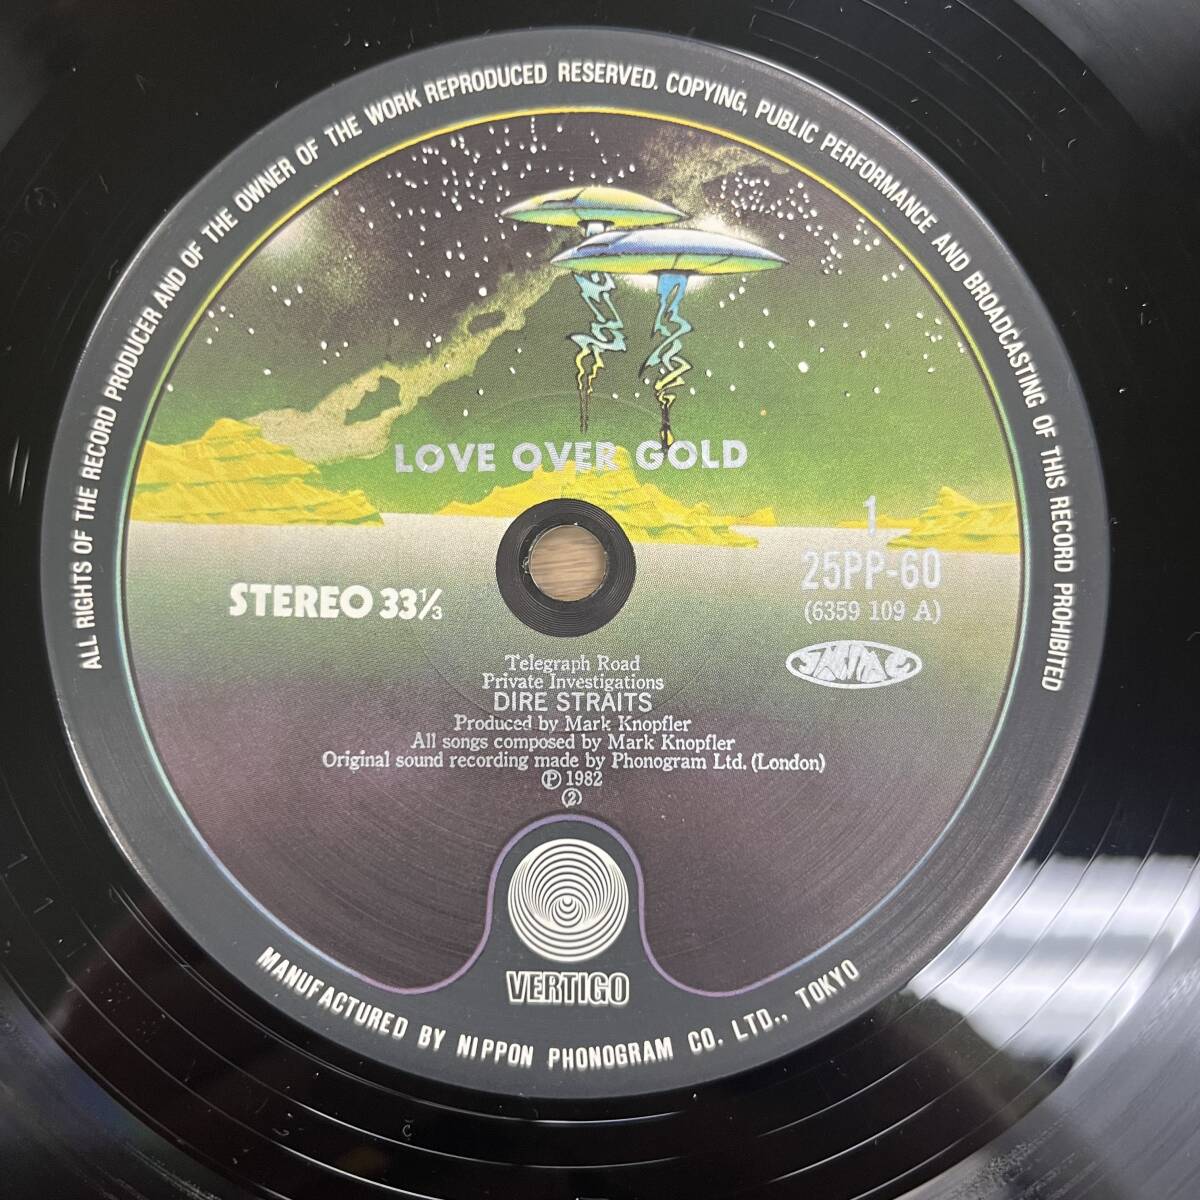 ALL RIGHTS OF THE RECORD PRODUCER AND OF THE OWNER OF THE WORK REPRODUCED RESERVED. COPYING, PUBLIC PERFORMANCE AND BROADCASTING OF THIS RECORD PROHIBITED
LOVE OVER GOLD
1
25PP-60
(6359 109 A)
STEREO 33⅓
Telegraph Road
Private Investigations
DIRE STRAITS
Produced by Mark Knopfler
All songs composed by Mark Knopfler
Original sound recording made by Phonogram Ltd. (London)
Ⓟ 1982
②
VERTIGO
MANUFACTURED BY NIPPON PHONOGRAM CO. LTD., TOKYO